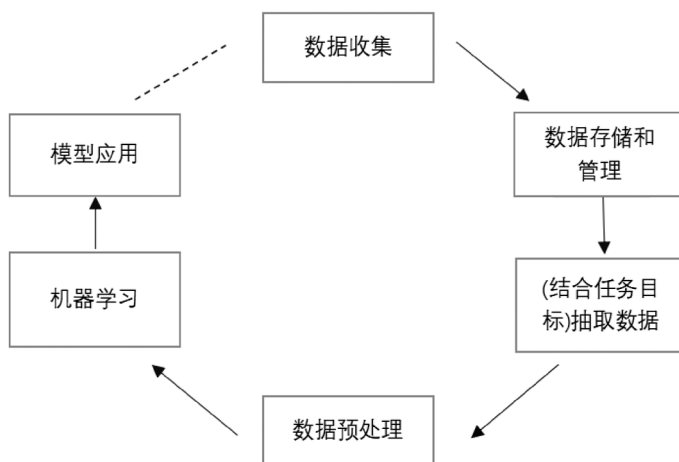 数据收集
模型应用
数据存储和
管理
机器学习
(结合任务目
标)抽取数据
数据预处理